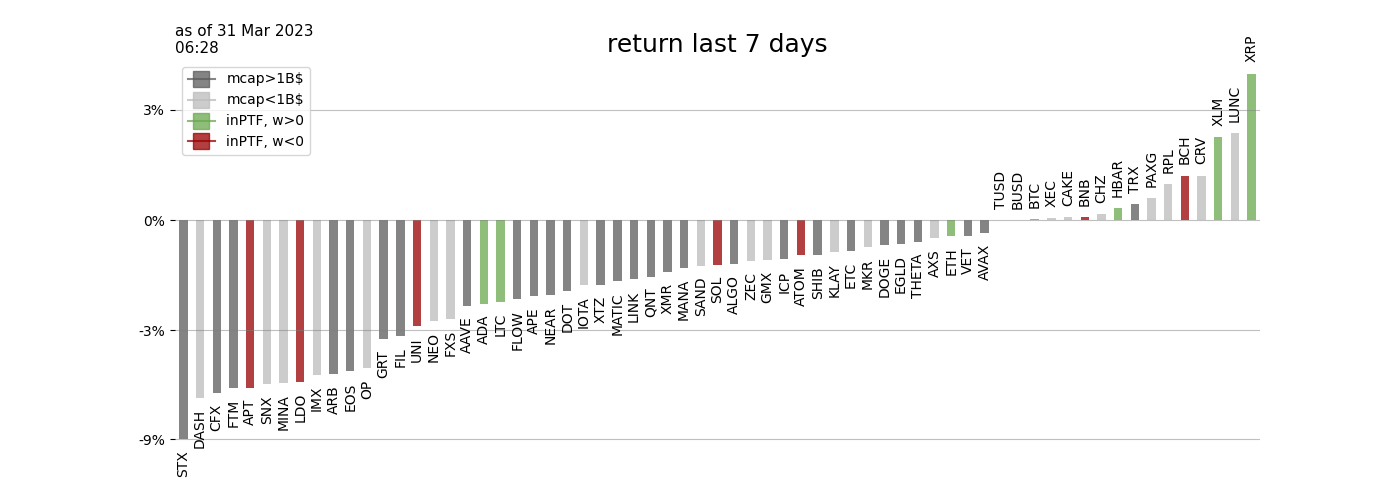 as of 31 Mar 2023
06:28
return last 7 days
mcap>1B$
mcap<1B$
inPTF, w>0
inPTF, w<0
3%
0%
-3%
-9%
STX
DASH
CFX
FTM
APT
SNX
MINA
LDO
IMX
ARB
EOS
OP
GRT
FIL
UNI
NEO
FXS
AAVE
ADA
LTC
FLOW
APE
NEAR
DOT
IOTA
XTZ
MATIC
LINK
QNT
XMR
MANA
SAND
SOL
ALGO
ZEC
GMX
ICP
ATOM
SHIB
KLAY
ETC
MKR
DOGE
EGLD
THETA
AXS
ETH
VET
AVAX
TUSD
BUSD
BTC
XEC
CAKE
BNB
CHZ
HBAR
TRX
PAXG
RPL
BCH
CRV
XLM
LUNC
XRP